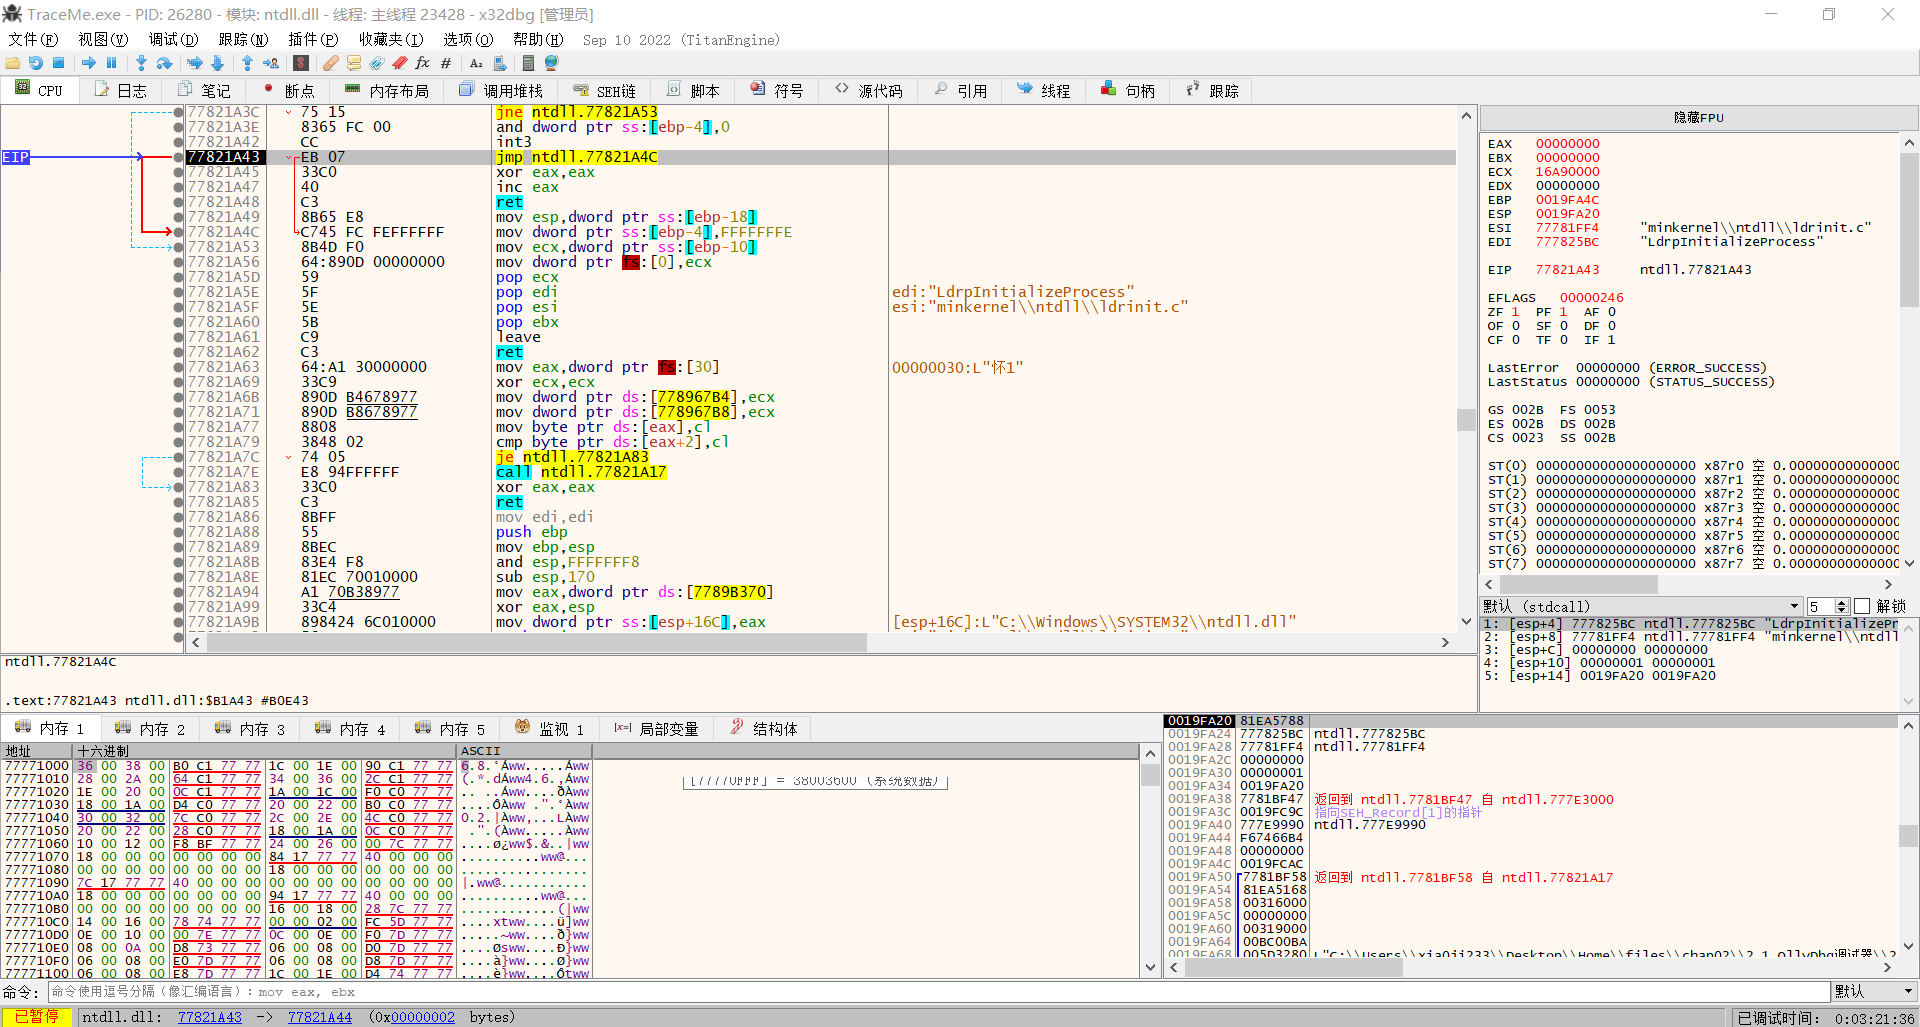 TraceMe.exe - PID: 26280 - 模块: ntdll.dll - 线程: 主线程 23428 - x32dbg [管理员]
文件(F) 视图(V) 调试(D) 跟踪(N) 插件(P) 收藏夹(I) 选项(O) 帮助(H) Sep 10 2022 (TitanEngine)
CPU 日志 笔记 断点 内存布局 调用堆栈 SEH链 脚本 符号 源代码 引用 线程 句柄 跟踪
77821A3C 75 15 jne ntdll.77821A53
77821A3E 8365 FC 00 and dword ptr ss:[ebp-4],0
77821A42 CC int3
EIP 77821A43 EB 07 jmp ntdll.77821A4C
77821A45 33C0 xor eax,eax
77821A47 40 inc eax
77821A48 C3 ret
77821A49 8B65 E8 mov esp,dword ptr ss:[ebp-18]
77821A4C C745 FC FEFFFFFF mov dword ptr ss:[ebp-4],FFFFFFFE
77821A53 8B4D F0 mov ecx,dword ptr ss:[ebp-10]
77821A56 64:890D 00000000 mov dword ptr fs:[0],ecx
77821A5D 59 pop ecx
77821A5E 5F pop edi edi:"LdrpInitializeProcess"
77821A5F 5E pop esi esi:"minkernel\\ntdll\\ldrinit.c"
77821A60 5B pop ebx
77821A61 C9 leave
77821A62 C3 ret
77821A63 64:A1 30000000 mov eax,dword ptr fs:[30] 00000030:L"怀1"
77821A69 33C9 xor ecx,ecx
77821A6B 890D B4678977 mov dword ptr ds:[778967B4],ecx
77821A71 890D B8678977 mov dword ptr ds:[778967B8],ecx
77821A77 8808 mov byte ptr ds:[eax],cl
77821A79 3848 02 cmp byte ptr ds:[eax+2],cl
77821A7C 74 05 je ntdll.77821A83
77821A7E E8 94FFFFFF call ntdll.77821A17
77821A83 33C0 xor eax,eax
77821A85 C3 ret
77821A86 8BFF mov edi,edi
77821A88 55 push ebp
77821A89 8BEC mov ebp,esp
77821A8B 83E4 F8 and esp,FFFFFFF8
77821A8E 81EC 70010000 sub esp,170
77821A94 A1 70B38977 mov eax,dword ptr ds:[7789B370]
77821A99 33C4 xor eax,esp
77821A9B 898424 6C010000 mov dword ptr ss:[esp+16C],eax [esp+16C]:L"C:\\Windows\\SYSTEM32\\ntdll.dll"
隐藏FPU
EAX 00000000
EBX 00000000
ECX 16A90000
EDX 00000000
EBP 0019FA4C
ESP 0019FA20
ESI 77781FF4 "minkernel\\ntdll\\ldrinit.c"
EDI 777825BC "LdrpInitializeProcess"
EIP 77821A43 ntdll.77821A43
EFLAGS 00000246
ZF 1 PF 1 AF 0
OF 0 SF 0 DF 0
CF 0 TF 0 IF 1
LastError 00000000 (ERROR_SUCCESS)
LastStatus 00000000 (STATUS_SUCCESS)
GS 002B FS 0053
ES 002B DS 002B
CS 0023 SS 002B
ST(0) 00000000000000000000 x87r0 空 0.00000000000000
ST(1) 00000000000000000000 x87r1 空 0.00000000000000
ST(2) 00000000000000000000 x87r2 空 0.00000000000000
ST(3) 00000000000000000000 x87r3 空 0.00000000000000
ST(4) 00000000000000000000 x87r4 空 0.00000000000000
ST(5) 00000000000000000000 x87r5 空 0.00000000000000
ST(6) 00000000000000000000 x87r6 空 0.00000000000000
ST(7) 00000000000000000000 x87r7 空 0.00000000000000
默认 (stdcall) 5 解锁
1: [esp+4] 777825BC ntdll.777825BC "LdrpInitializePr
2: [esp+8] 77781FF4 ntdll.77781FF4 "minkernel\\ntdll
3: [esp+C] 00000000 00000000
4: [esp+10] 00000001 00000001
5: [esp+14] 0019FA20 0019FA20
ntdll.77821A4C
.text:77821A43 ntdll.dll:$B1A43 #B0E43
内存 1 内存 2 内存 3 内存 4 内存 5 监视 1 [x=] 局部变量 结构体
地址 十六进制 ASCII
77771000 36 00 38 00 B0 C1 77 77 1C 00 1E 00 90 C1 77 77 6.8.°Áww......Áww
77771010 28 00 2A 00 64 C1 77 77 34 00 36 00 2C C1 77 77 (.*.dÁww4.6.,Áww
77771020 1E 00 20 00 0C C1 77 77 1A 00 1C 00 F0 C0 77 77 .. ..Áww....ðÀww
77771030 18 00 1A 00 D4 C0 77 77 20 00 22 00 B0 C0 77 77 ....ÔÀww .".°Àww
77771040 30 00 32 00 7C C0 77 77 2C 00 2E 00 4C C0 77 77 0.2.|Àww,...LÀww
77771050 20 00 22 00 28 C0 77 77 18 00 1A 00 0C C0 77 77 .".(Àww.....Àww
77771060 10 00 12 00 F8 BF 77 77 24 00 26 00 00 7C 77 77 ....ø¿ww$.&..|ww
77771070 18 00 00 00 00 00 00 00 84 17 77 77 40 00 00 00 ..........ww@...
77771080 00 00 00 00 00 00 00 00 18 00 00 00 00 00 00 00 ................
77771090 7C 17 77 77 40 00 00 00 00 00 00 00 00 00 00 00 |.ww@...........
777710A0 18 00 00 00 00 00 00 00 94 17 77 77 40 00 00 00 ..........ww@...
777710B0 00 00 00 00 00 00 00 00 16 00 18 00 28 7C 77 77 ............(|ww
777710C0 14 00 16 00 78 74 77 77 00 00 02 00 FC 5D 77 77 ....xtww....ü]ww
777710D0 0E 00 10 00 00 7E 77 77 0C 00 0E 00 F0 7D 77 77 .....~ww....ð}ww
777710E0 08 00 0A 00 D8 73 77 77 06 00 08 00 D0 7D 77 77 ....Øsww....Ð}ww
777710F0 06 00 08 00 E0 7D 77 77 06 00 08 00 D8 7D 77 77 ....à}ww....Ø}ww
77771100 06 00 08 00 E8 7D 77 77 1C 00 1E 00 D4 74 77 77 ....è}ww....Ôtww
[77770FFF] = 38003600 (系统数据)
0019FA20 81EA5788
0019FA24 777825BC ntdll.777825BC
0019FA28 77781FF4 ntdll.77781FF4
0019FA2C 00000000
0019FA30 00000001
0019FA34 0019FA20
0019FA38 7781BF47 返回到 ntdll.7781BF47 自 ntdll.777E3000
0019FA3C 0019FC9C 指向SEH_Record[1]的指针
0019FA40 777E9990 ntdll.777E9990
0019FA44 F67466B4
0019FA48 00000000
0019FA4C 0019FCAC
0019FA50 7781BF58 返回到 ntdll.7781BF58 自 ntdll.77821A17
0019FA54 81EA5168
0019FA58 00316000
0019FA5C 00000000
0019FA60 00319000
0019FA64 00BC00BA
0019FA68 005D3280 L"C:\\Users\\xia0ji233\\Desktop\\Home\\files\\chap02\\2.1 OllyDbg调试器\\2
命令: 命令使用逗号分隔 (像汇编语言): mov eax, ebx 默认
已暂停 ntdll.dll: 77821A43 -> 77821A44 (0x00000002 bytes) 已调试时间: 0:03:21:36